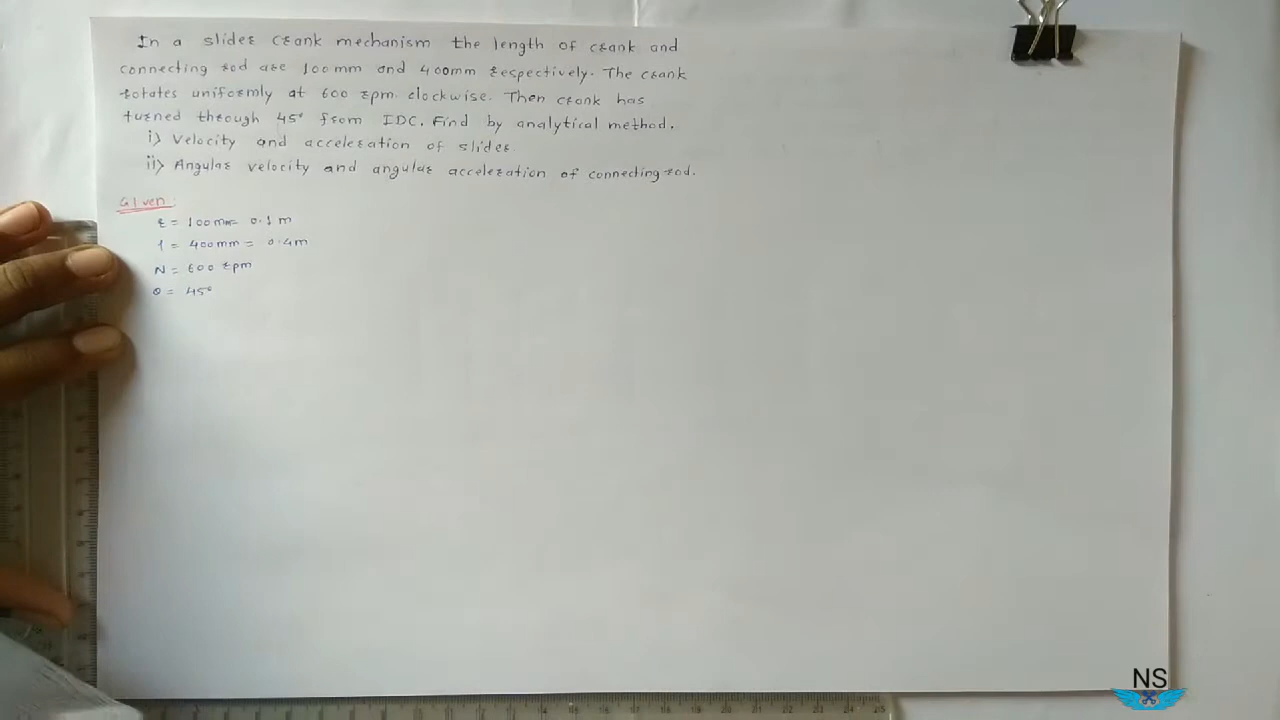 In a slider crank mechanism the length of crank and
connecting rod are 100mm and 400mm respectively. The crank
rotates uniformly at 600 rpm clockwise. Then crank has
turned through 45° from IDC. Find by analytical method.
i) Velocity and acceleration of slider
ii) Angular velocity and angular acceleration of connecting rod.
Given:
r = 100mm = 0.1 m
l = 400mm = 0.4m
N = 600 rpm
θ = 45°
NS